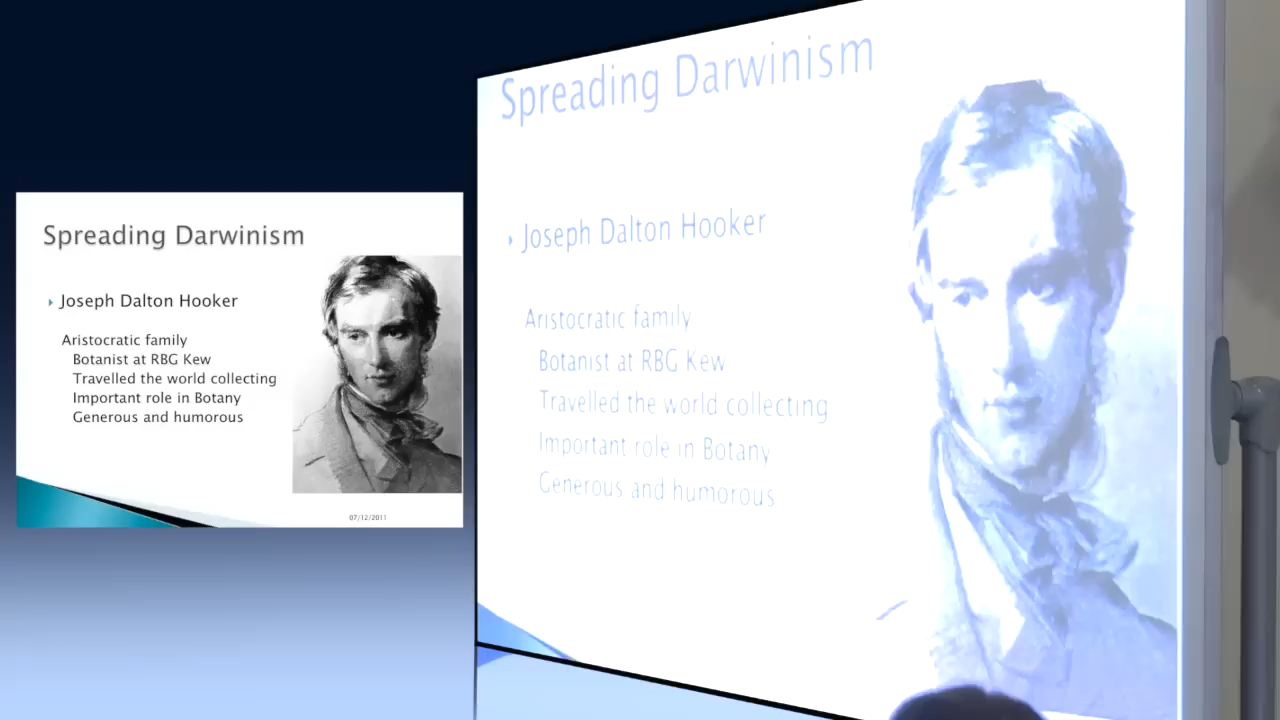 Spreading Darwinism
Joseph Dalton Hooker
Aristocratic family
Botanist at RBG Kew
Travelled the world collecting
Important role in Botany
Generous and humorous
07/12/2011
Spreading Darwinism
Joseph Dalton Hooker
Aristocratic family
Botanist at RBG Kew
Travelled the world collecting
Important role in Botany
Generous and humorous